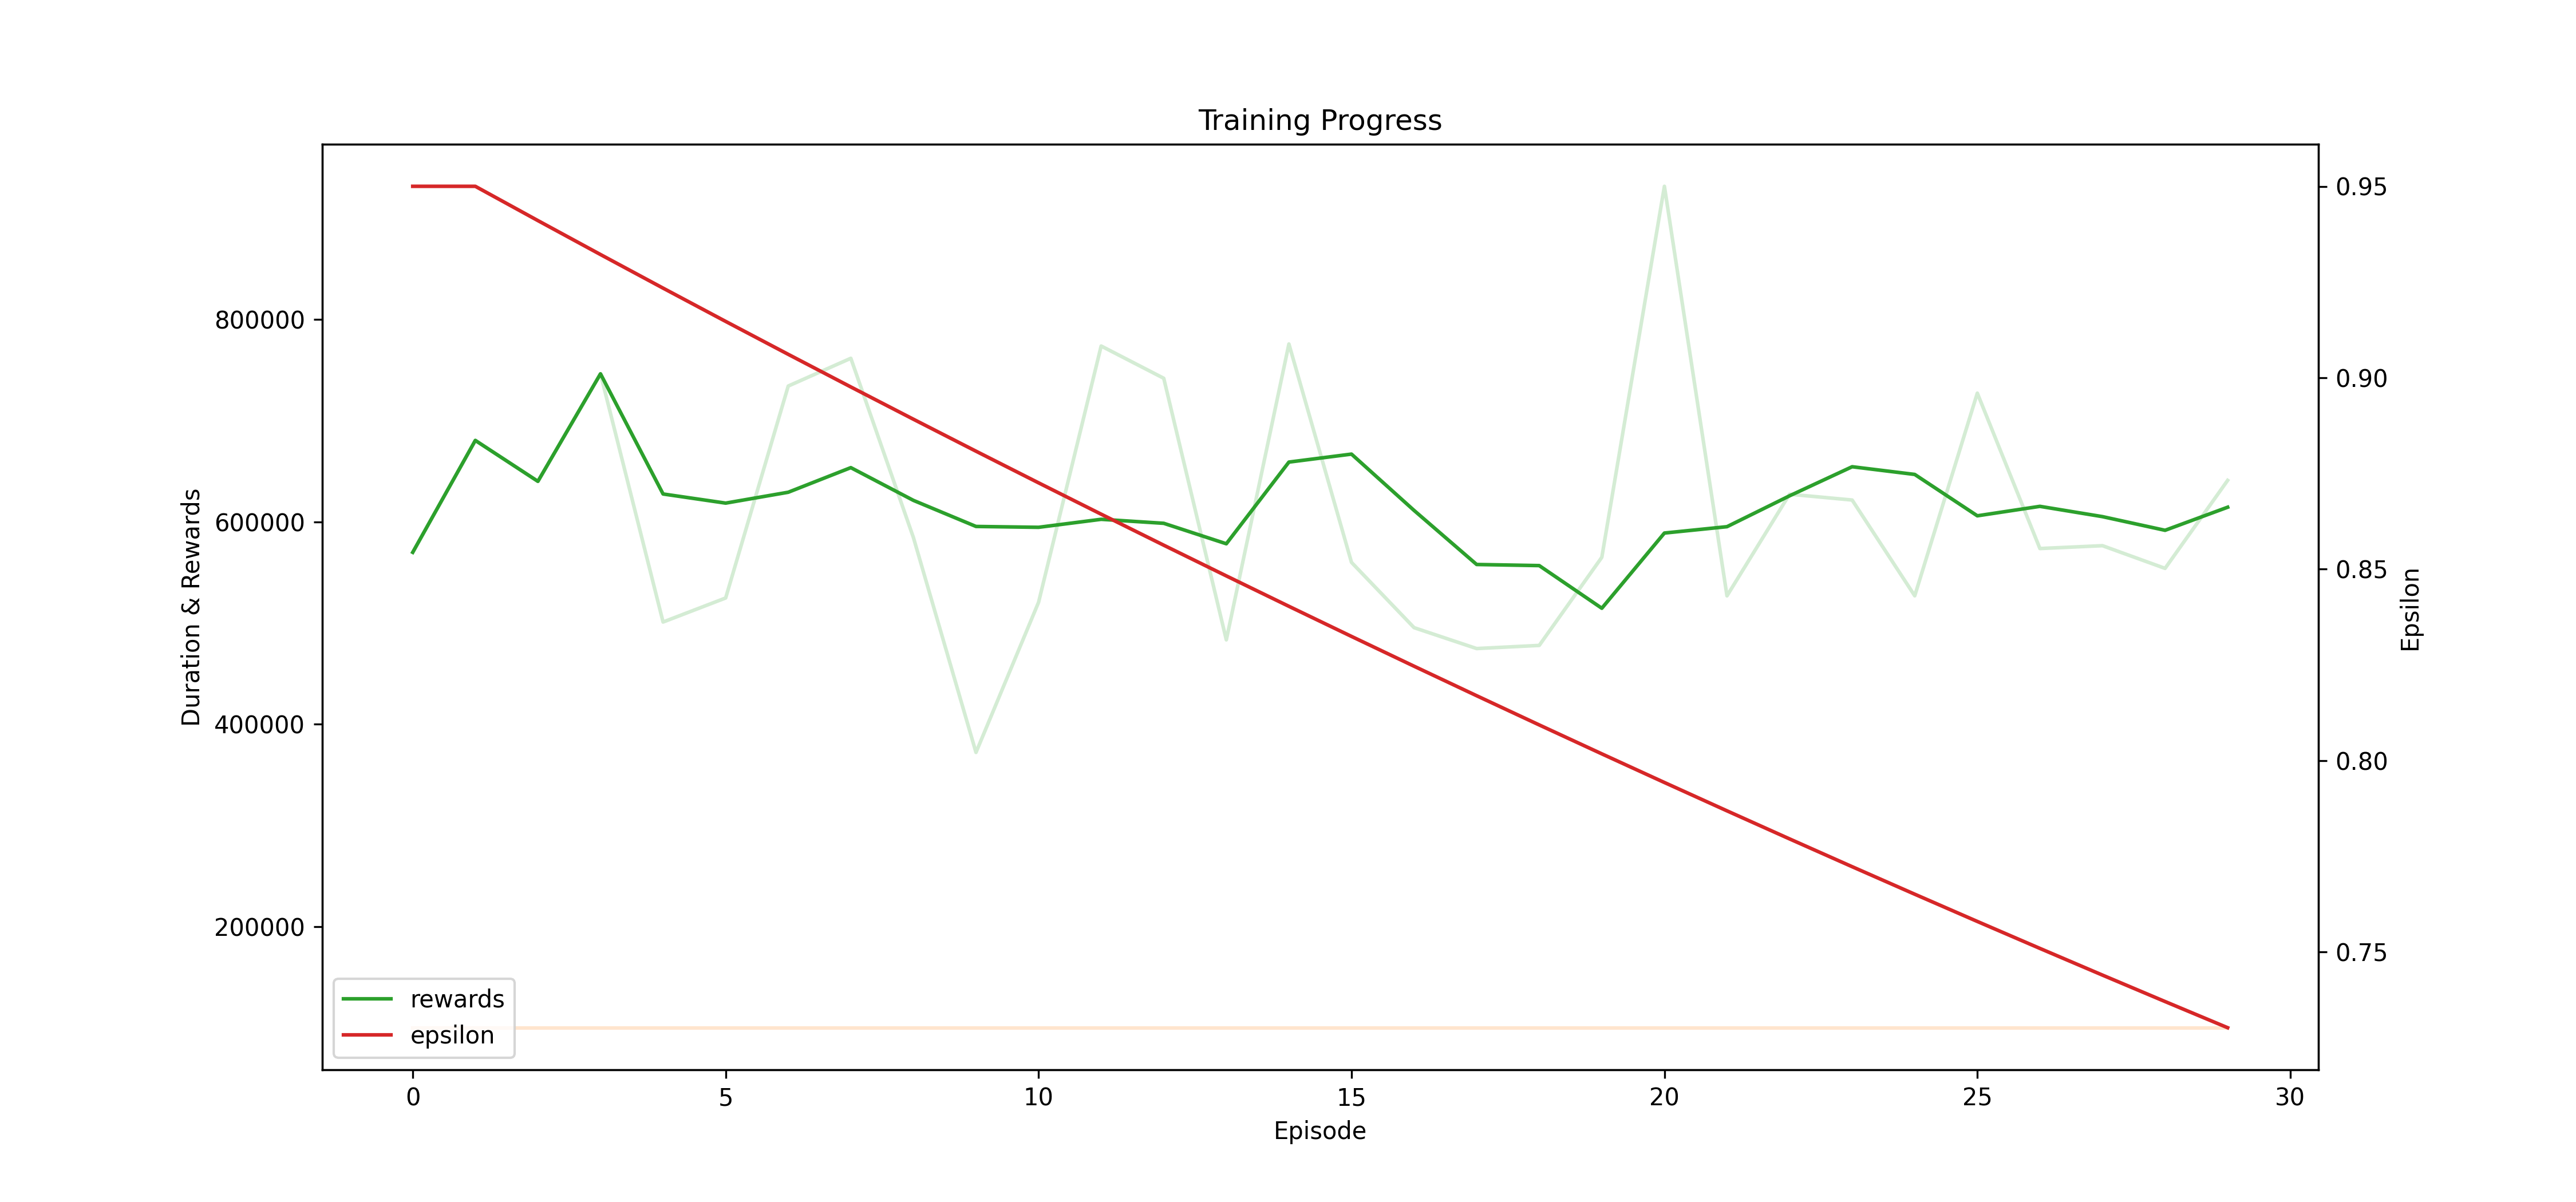 Training Progress
Duration & Rewards
800000
600000
400000
200000
0.95
0.90
0.85
0.80
0.75
Epsilon
rewards
epsilon
0 5 10 15 20 25 30
Episode